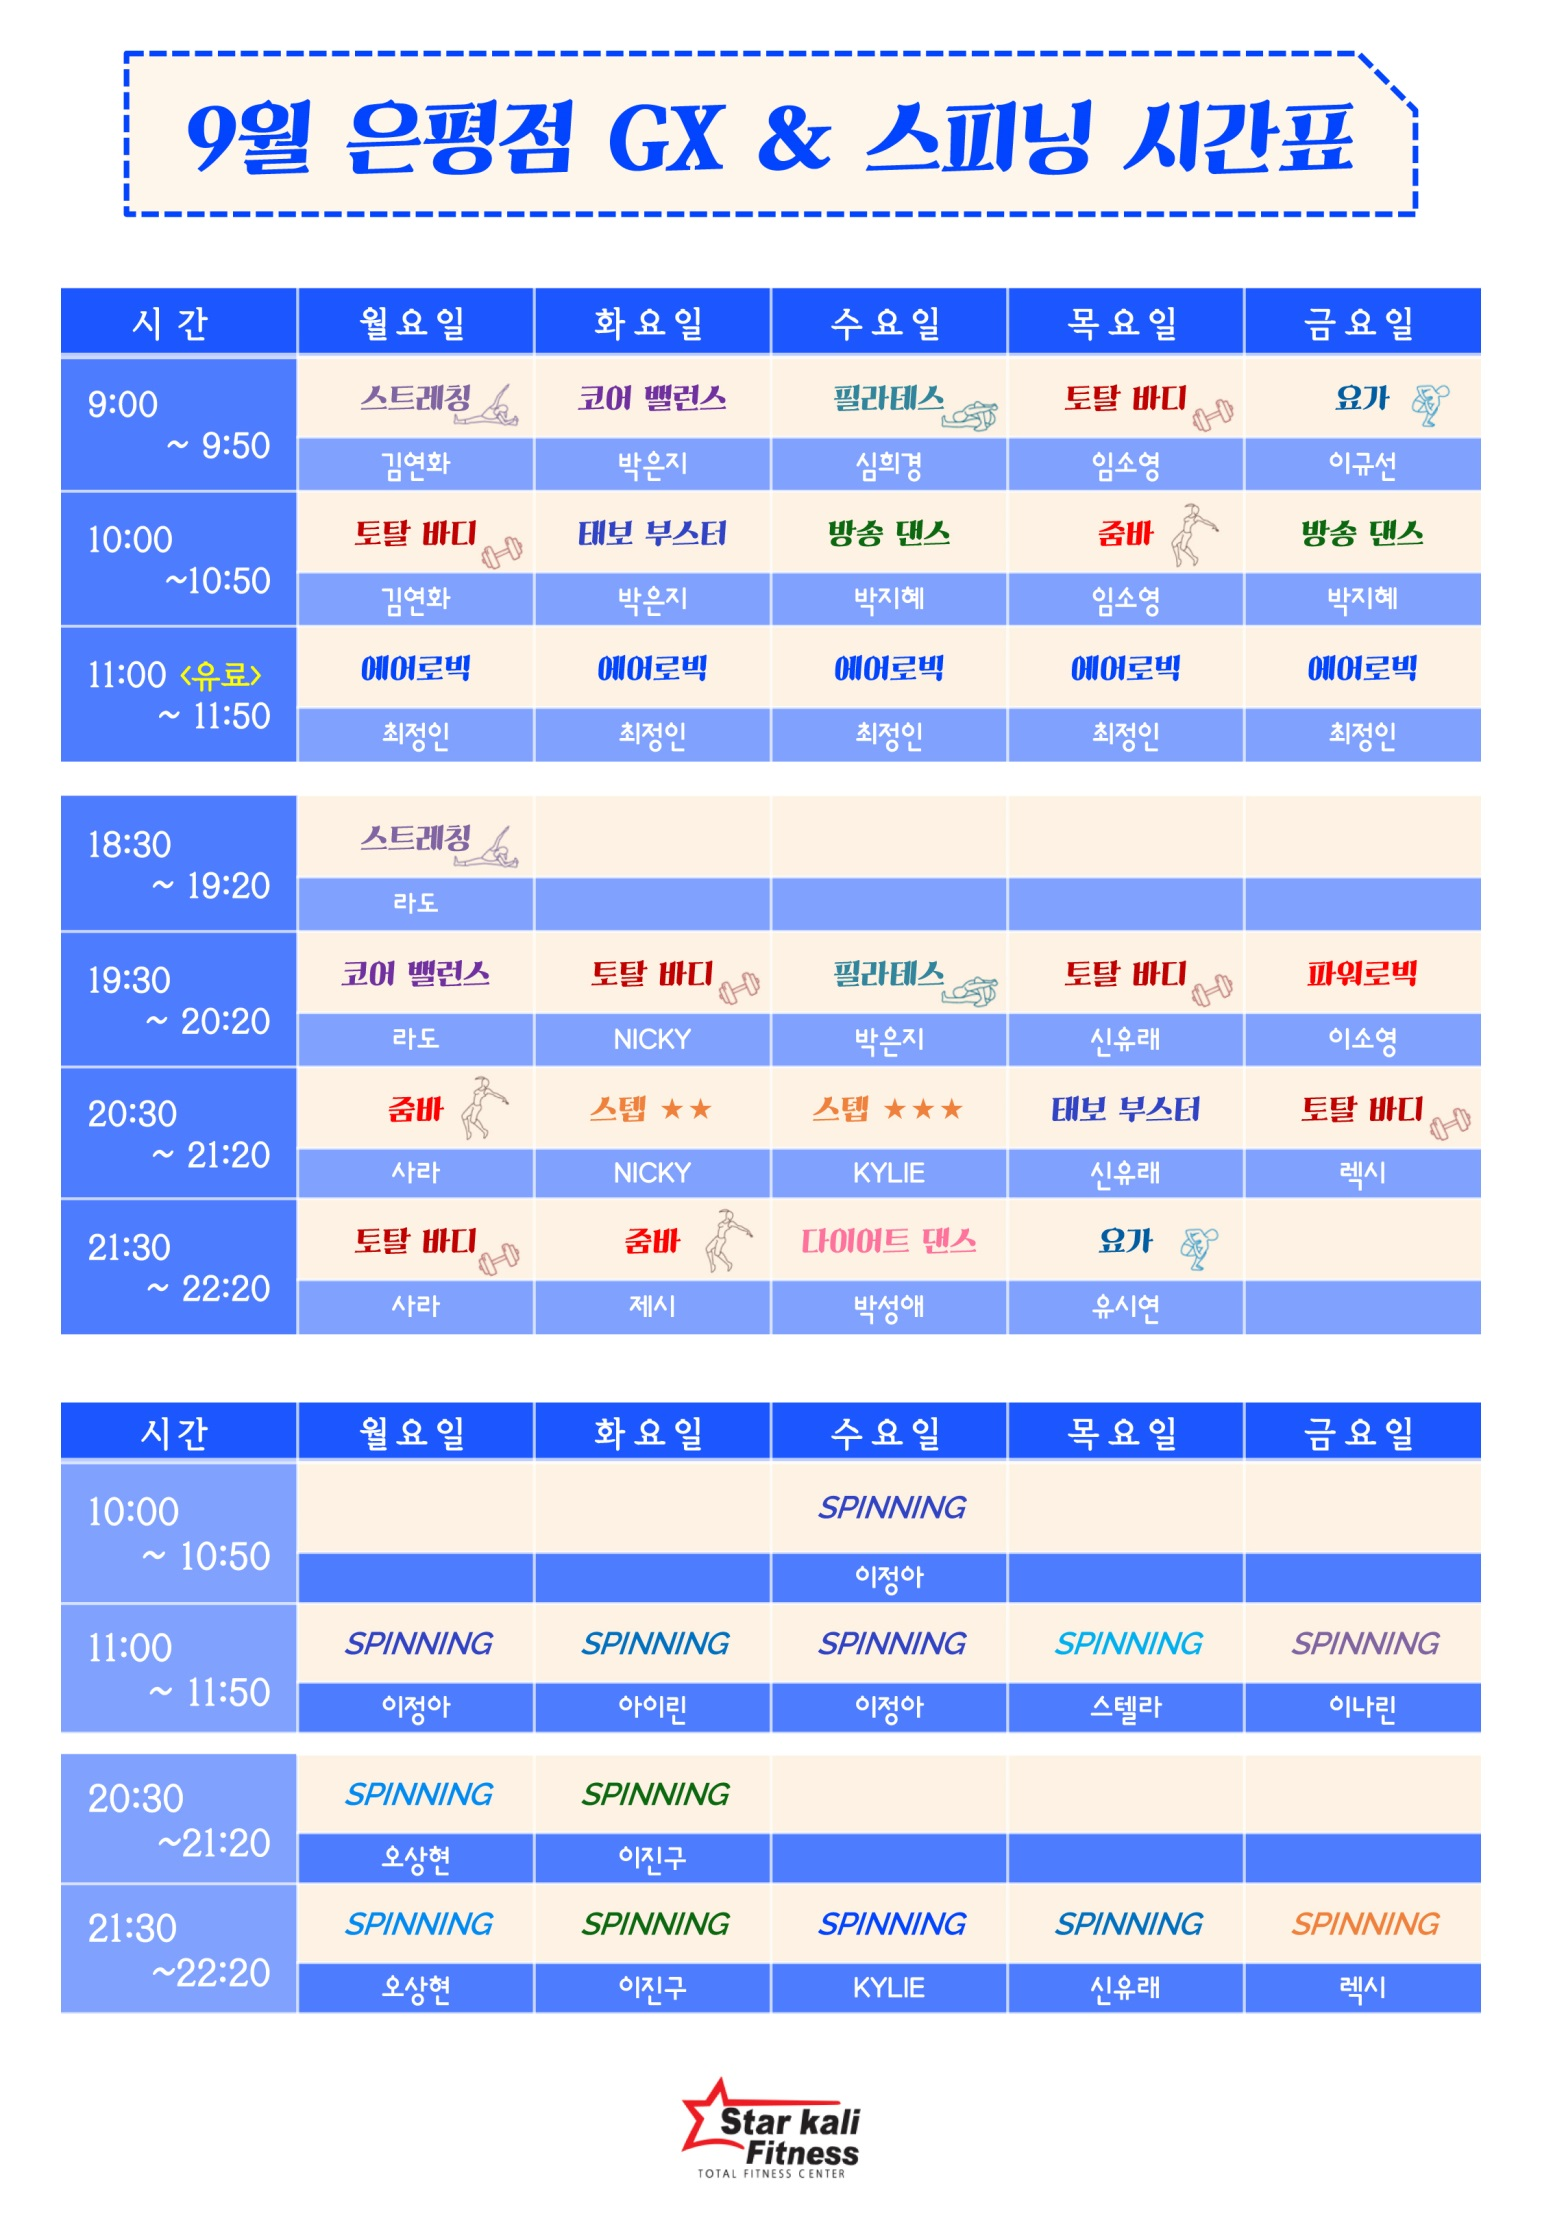 9월 은평점 GX & 스피닝 시간표
시 간 월요일 화요일 수요일 목요일 금요일
9:00
~ 9:50
스트레칭 코어 밸런스 필라테스 토탈 바디 요가
김연화 박은지 심희경 임소영 이규선
10:00
~10:50
토탈 바디 태보 부스터 방송 댄스 줌바 방송 댄스
김연화 박은지 박지혜 임소영 박지혜
11:00 <유료>
~ 11:50
에어로빅 에어로빅 에어로빅 에어로빅 에어로빅
최정인 최정인 최정인 최정인 최정인
18:30
~ 19:20
스트레칭
라도
19:30
~ 20:20
코어 밸런스 토탈 바디 필라테스 토탈 바디 파워로빅
라도 NICKY 박은지 신유래 이소영
20:30
~ 21:20
줌바 스텝 ★★ 스텝 ★★★ 태보 부스터 토탈 바디
사라 NICKY KYLIE 신유래 렉시
21:30
~ 22:20
토탈 바디 줌바 다이어트 댄스 요가
사라 제시 박성애 유시연
시간 월요일 화요일 수요일 목요일 금요일
10:00
~ 10:50
SPINNING
이정아
11:00
~ 11:50
SPINNING SPINNING SPINNING SPINNING SPINNING
이정아 아이린 이정아 스텔라 이나린
20:30
~21:20
SPINNING SPINNING
오상현 이진구
21:30
~22:20
SPINNING SPINNING SPINNING SPINNING SPINNING
오상현 이진구 KYLIE 신유래 렉시
Star kali
Fitness
TOTAL FITNESS CENTER